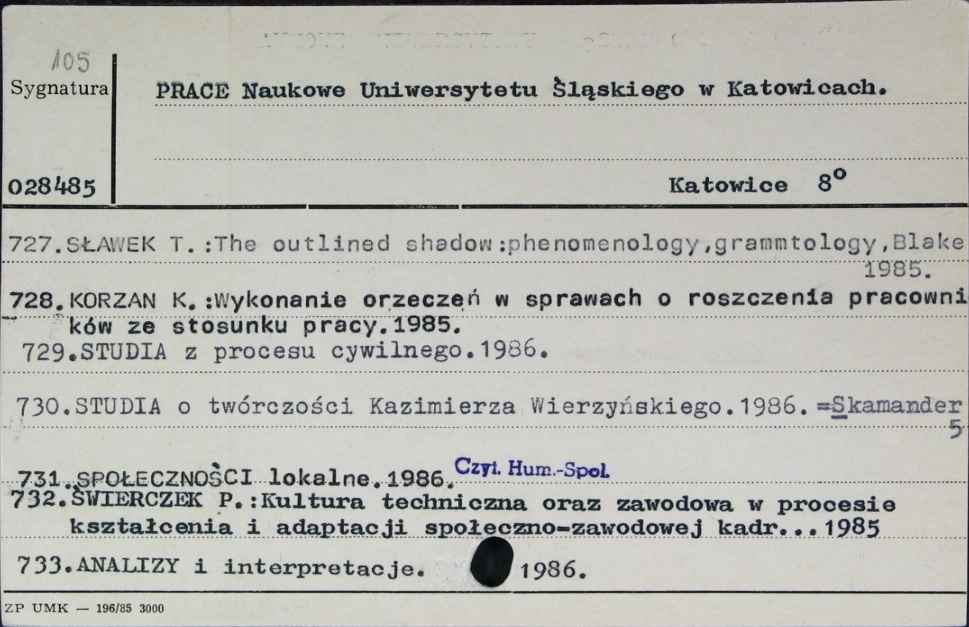 105
Sygnatura
PRACE Naukowe Uniwersytetu Śląskiego w Katowicach.
028485
Katowice 8º
727.SŁAWEK T.:The outlined shadow:phenomenology,grammtology,Blake
1985.
728.KORZAN K.:Wykonanie orzeczeń w sprawach o roszczenia pracowni
ków ze stosunku pracy.1985.
729.STUDIA z procesu cywilnego.1986.
730.STUDIA o twórczości Kazimierza Wierzyńskiego.1986.=Skamander
5
731.SPOŁECZNOŚCI lokalne.1986. Czyt. Hum.-Spol.
732.ŚWIERCZEK P.:Kultura techniczna oraz zawodowa w procesie
kształcenia i adaptacji społeczno-zawodowej kadr...1985
733.ANALIZY i interpretacje. 1986.
ZP UMK — 196/85 3000